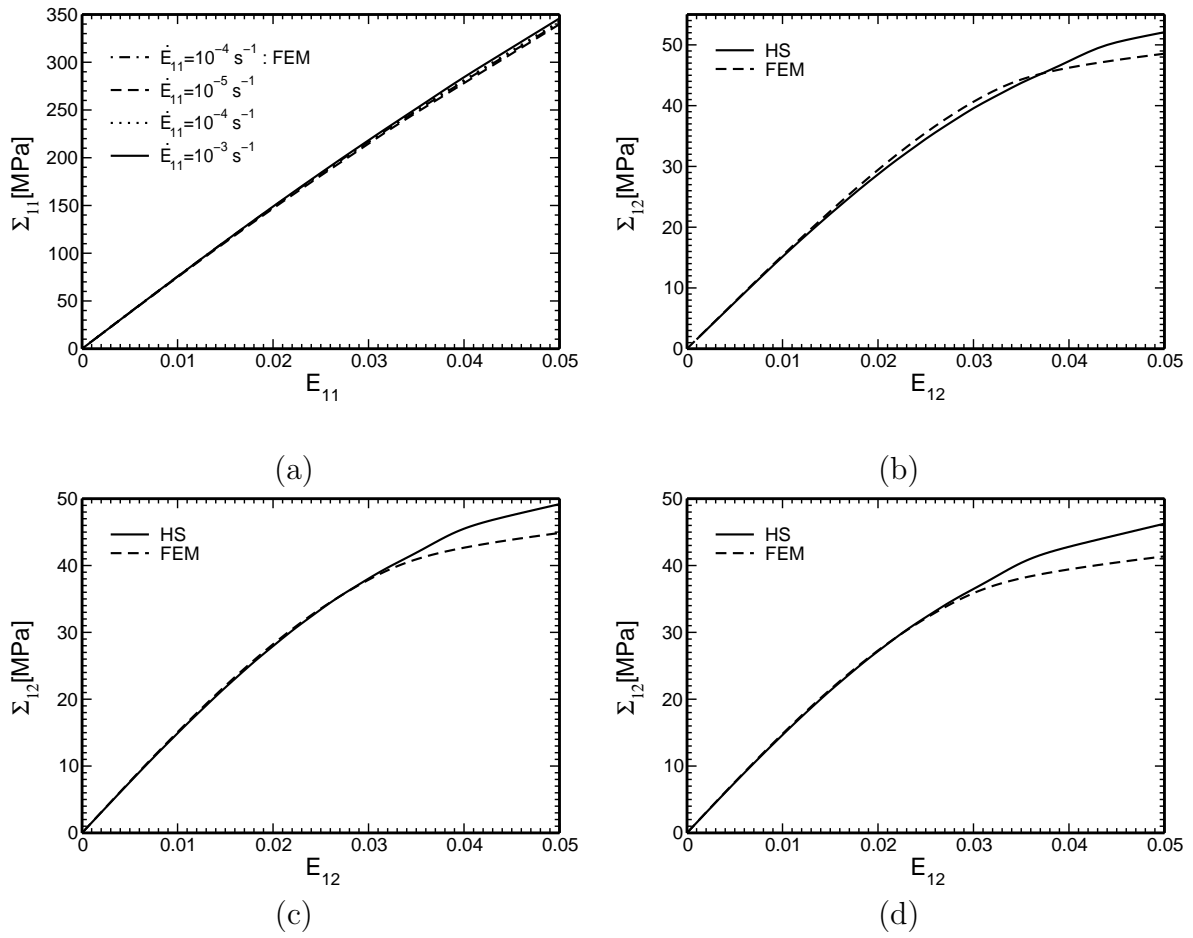 350
300
250
200
150
100
50
0
Σ₁₁[MPa]
Ė₁₁=10⁻⁴ s⁻¹ : FEM
Ė₁₁=10⁻⁵ s⁻¹
Ė₁₁=10⁻⁴ s⁻¹
Ė₁₁=10⁻³ s⁻¹
0 0.01 0.02 0.03 0.04 0.05
E₁₁
(a)
50
40
30
20
10
0
Σ₁₂[MPa]
HS
FEM
0 0.01 0.02 0.03 0.04 0.05
E₁₂
(b)
50
40
30
20
10
0
Σ₁₂[MPa]
HS
FEM
0 0.01 0.02 0.03 0.04 0.05
E₁₂
(c)
50
40
30
20
10
0
Σ₁₂[MPa]
HS
FEM
0 0.01 0.02 0.03 0.04 0.05
E₁₂
(d)